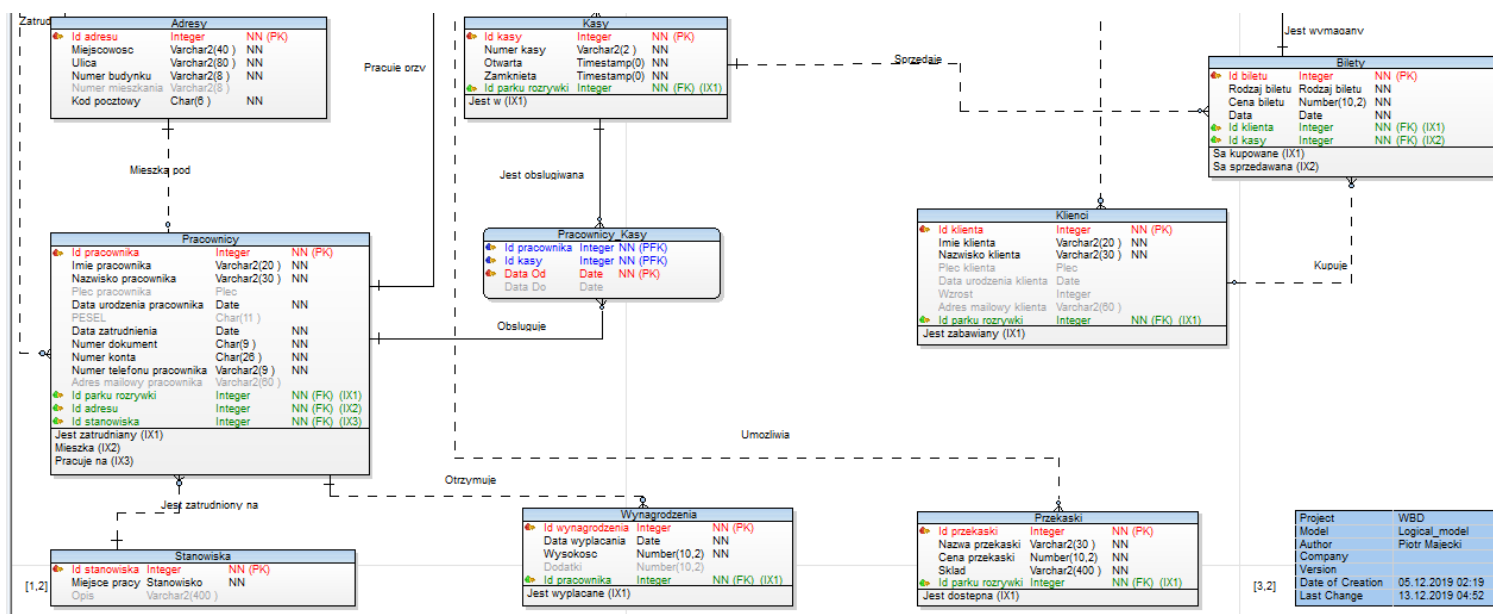 Zatrud
Adresy
Id adresu Integer NN (PK)
Miejscowosc Varchar2(40 ) NN
Ulica Varchar2(80 ) NN
Numer budynku Varchar2(8 ) NN
Numer mieszkania Varchar2(8 )
Kod pocztowy Char(6 ) NN
Pracuje przy
Kasy
Id kasy Integer NN (PK)
Numer kasy Varchar2(2 ) NN
Otwarta Timestamp(0) NN
Zamknieta Timestamp(0) NN
Id parku rozrywki Integer NN (FK) (IX1)
Jest w (IX1)
Sprzedaje
Jest wymagany
Bilety
Id biletu Integer NN (PK)
Rodzaj biletu Rodzaj biletu NN
Cena biletu Number(10,2) NN
Data Date NN
Id klienta Integer NN (FK) (IX1)
Id kasy Integer NN (FK) (IX2)
Sa kupowane (IX1)
Sa sprzedawana (IX2)
Mieszka pod
Jest obslugiwana
Pracownicy
Id pracownika Integer NN (PK)
Imie pracownika Varchar2(20 ) NN
Nazwisko pracownika Varchar2(30 ) NN
Plec pracownika Plec
Data urodzenia pracownika Date NN
PESEL Char(11 )
Data zatrudnienia Date NN
Numer dokument Char(9 ) NN
Numer konta Char(26 ) NN
Numer telefonu pracownika Varchar2(9 ) NN
Adres mailowy pracownika Varchar2(60 )
Id parku rozrywki Integer NN (FK) (IX1)
Id adresu Integer NN (FK) (IX2)
Id stanowiska Integer NN (FK) (IX3)
Jest zatrudniany (IX1)
Mieszka (IX2)
Pracuje na (IX3)
Pracownicy_Kasy
Id pracownika Integer NN (PFK)
Id kasy Integer NN (PFK)
Data Od Date NN (PK)
Data Do Date
Obsluguje
Klienci
Id klienta Integer NN (PK)
Imie klienta Varchar2(20 ) NN
Nazwisko klienta Varchar2(30 ) NN
Plec klienta Plec
Data urodzenia klienta Date
Wzrost Integer
Adres mailowy klienta Varchar2(60 )
Id parku rozrywki Integer NN (FK) (IX1)
Jest zabawiany (IX1)
Kupuje
Umozliwia
Otrzymuje
Jest zatrudniony na
Stanowiska
Id stanowiska Integer NN (PK)
Miejsce pracy Stanowisko NN
Opis Varchar2(400 )
Wynagrodzenia
Id wynagrodzenia Integer NN (PK)
Data wyplacania Date NN
Wysokosc Number(10,2) NN
Dodatki Number(10,2)
Id pracownika Integer NN (FK) (IX1)
Jest wyplacane (IX1)
Przekaski
Id przekaski Integer NN (PK)
Nazwa przekaski Varchar2(30 ) NN
Cena przekaski Number(10,2) NN
Sklad Varchar2(400 ) NN
Id parku rozrywki Integer NN (FK) (IX1)
Jest dostepna (IX1)
[1,2]
[3,2]
Project WBD
Model Logical_model
Author Piotr Majecki
Company
Version
Date of Creation 05.12.2019 02:19
Last Change 13.12.2019 04:52